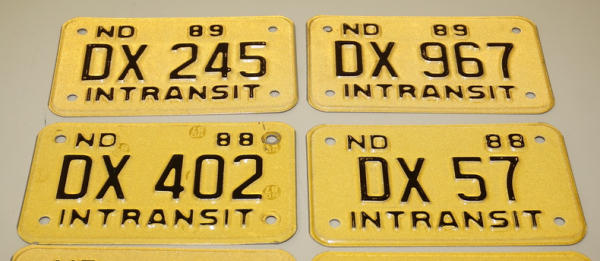 ND 89
DX 245
INTRANSIT
ND 89
DX 967
INTRANSIT
ND 88
DX 402
INTRANSIT
ND 88
DX 57
INTRANSIT